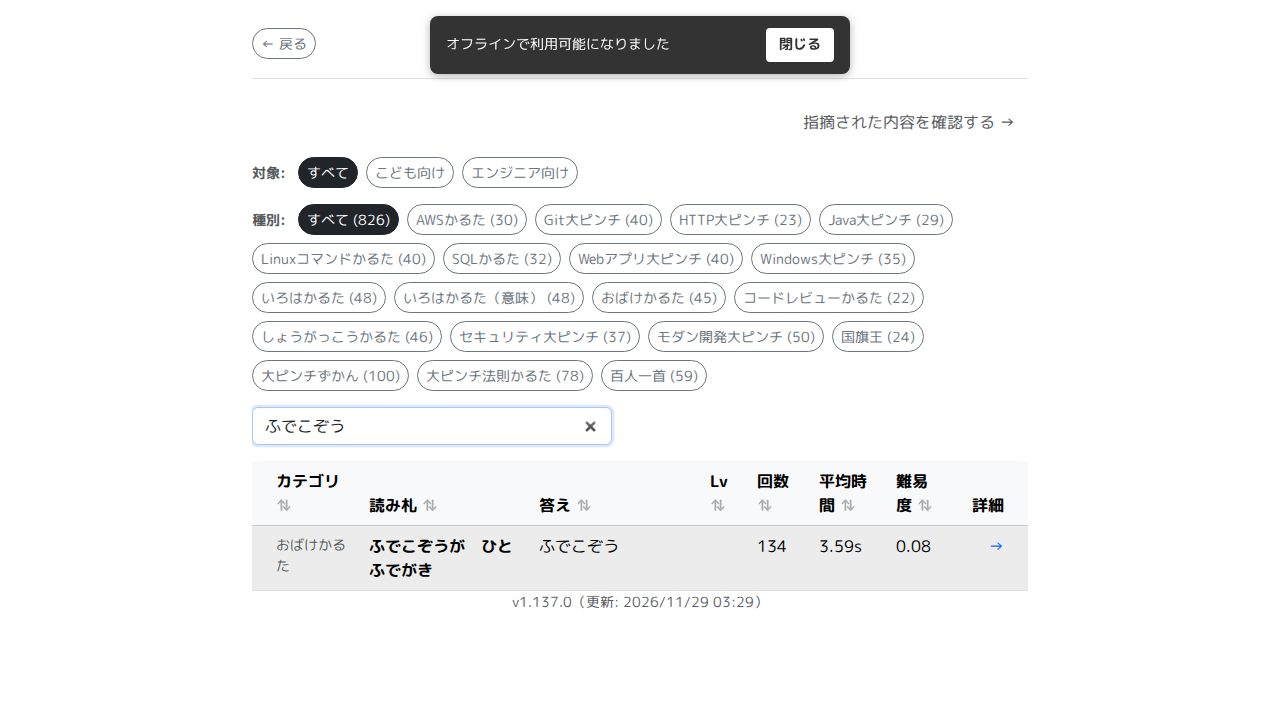 ← 戻る
オフラインで利用可能になりました
閉じる
指摘された内容を確認する →
対象: すべて こども向け エンジニア向け
種別: すべて (826) AWSかるた (30) Git大ピンチ (40) HTTP大ピンチ (23) Java大ピンチ (29)
Linuxコマンドかるた (40) SQLかるた (32) Webアプリ大ピンチ (40) Windows大ピンチ (35)
いろはかるた (48) いろはかるた（意味） (48) おばけかるた (45) コードレビューかるた (22)
しょうがっこうかるた (46) セキュリティ大ピンチ (37) モダン開発大ピンチ (50) 国旗王 (24)
大ピンチずかん (100) 大ピンチ法則かるた (78) 百人一首 (59)
ふでこぞう
カテゴリ ⇅ 読み札 ⇅ 答え ⇅ Lv ⇅ 回数 ⇅ 平均時間 ⇅ 難易度 ⇅ 詳細
おばけかるた ふでこぞうが　ひとふでがき ふでこぞう 134 3.59s 0.08 →
v1.137.0（更新: 2026/11/29 03:29）